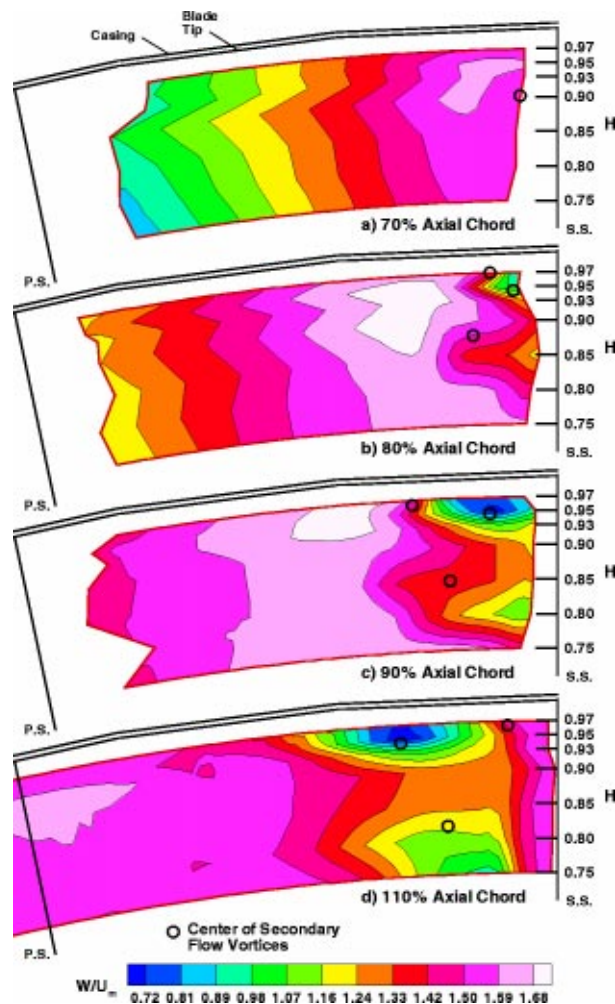 Blade
Tip
Casing
0.97
0.95
0.93
0.90
H
0.85
0.80
0.75
a) 70% Axial Chord
S.S.
P.S.
0.97
0.95
0.93
0.90
H
0.85
0.80
0.75
b) 80% Axial Chord
S.S.
P.S.
0.97
0.95
0.93
0.90
H
0.85
0.80
0.75
c) 90% Axial Chord
S.S.
P.S.
0.97
0.95
0.93
0.90
H
0.85
0.80
0.75
d) 110% Axial Chord
S.S.
Center of Secondary
Flow Vortices
P.S.
W/Um
0.72 0.81 0.89 0.98 1.07 1.16 1.24 1.33 1.42 1.50 1.59 1.68